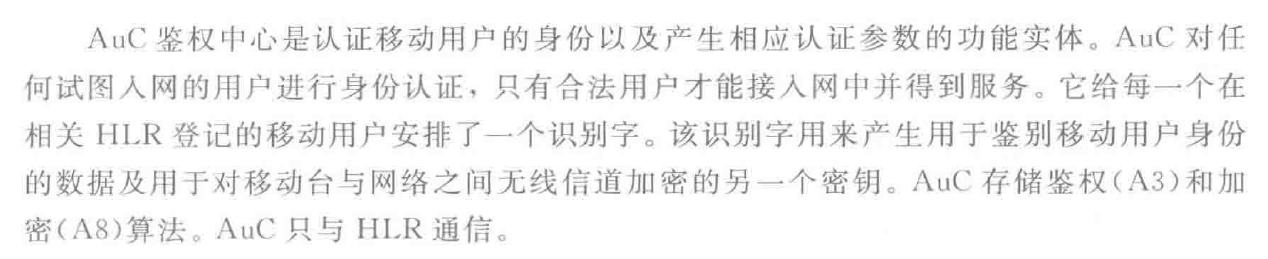 AuC 鉴权中心是认证移动用户的身份以及产生相应认证参数的功能实体。AuC 对任
何试图入网的用户进行身份认证，只有合法用户才能接入网中并得到服务。它给每一个在
相关 HLR 登记的移动用户安排了一个识别字。该识别字用来产生用于鉴别移动用户身份
的数据及用于对移动台与网络之间无线信道加密的另一个密钥。AuC 存储鉴权(A3)和加
密(A8)算法。AuC 只与 HLR 通信。